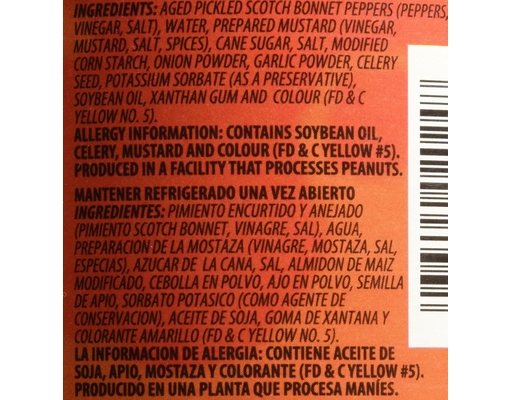 INGREDIENTS: AGED PICKLED SCOTCH BONNET PEPPERS (PEPPERS,
VINEGAR, SALT), WATER, PREPARED MUSTARD (VINEGAR,
MUSTARD, SALT, SPICES), CANE SUGAR, SALT, MODIFIED
CORN STARCH, ONION POWDER, GARLIC POWDER, CELERY
SEED, POTASSIUM SORBATE (AS A PRESERVATIVE),
SOYBEAN OIL, XANTHAN GUM AND COLOUR (FD & C
YELLOW NO. 5).
ALLERGY INFORMATION: CONTAINS SOYBEAN OIL,
CELERY, MUSTARD AND COLOUR (FD & C YELLOW #5).
PRODUCED IN A FACILITY THAT PROCESSES PEANUTS.
MANTENER REFRIGERADO UNA VEZ ABIERTO
INGREDIENTES: PIMIENTO ENCURTIDO Y ANEJADO
(PIMIENTO SCOTCH BONNET, VINAGRE, SAL), AGUA,
PREPARACION DE LA MOSTAZA (VINAGRE, MOSTAZA, SAL,
ESPECIAS), AZUCAR DE LA CANA, SAL, ALMIDON DE MAIZ
MODIFICADO, CEBOLLA EN POLVO, AJO EN POLVO, SEMILLA
DE APIO, SORBATO POTASICO (COMO AGENTE DE
CONSERVACION), ACEITE DE SOJA, GOMA DE XANTANA Y
COLORANTE AMARILLO (FD & C YELLOW NO. 5).
LA INFORMACION DE ALERGIA: CONTIENE ACEITE DE
SOJA, APIO, MOSTAZA Y COLORANTE (FD & C YELLOW #5).
PRODUCIDO EN UNA PLANTA QUE PROCESA MANÍES.